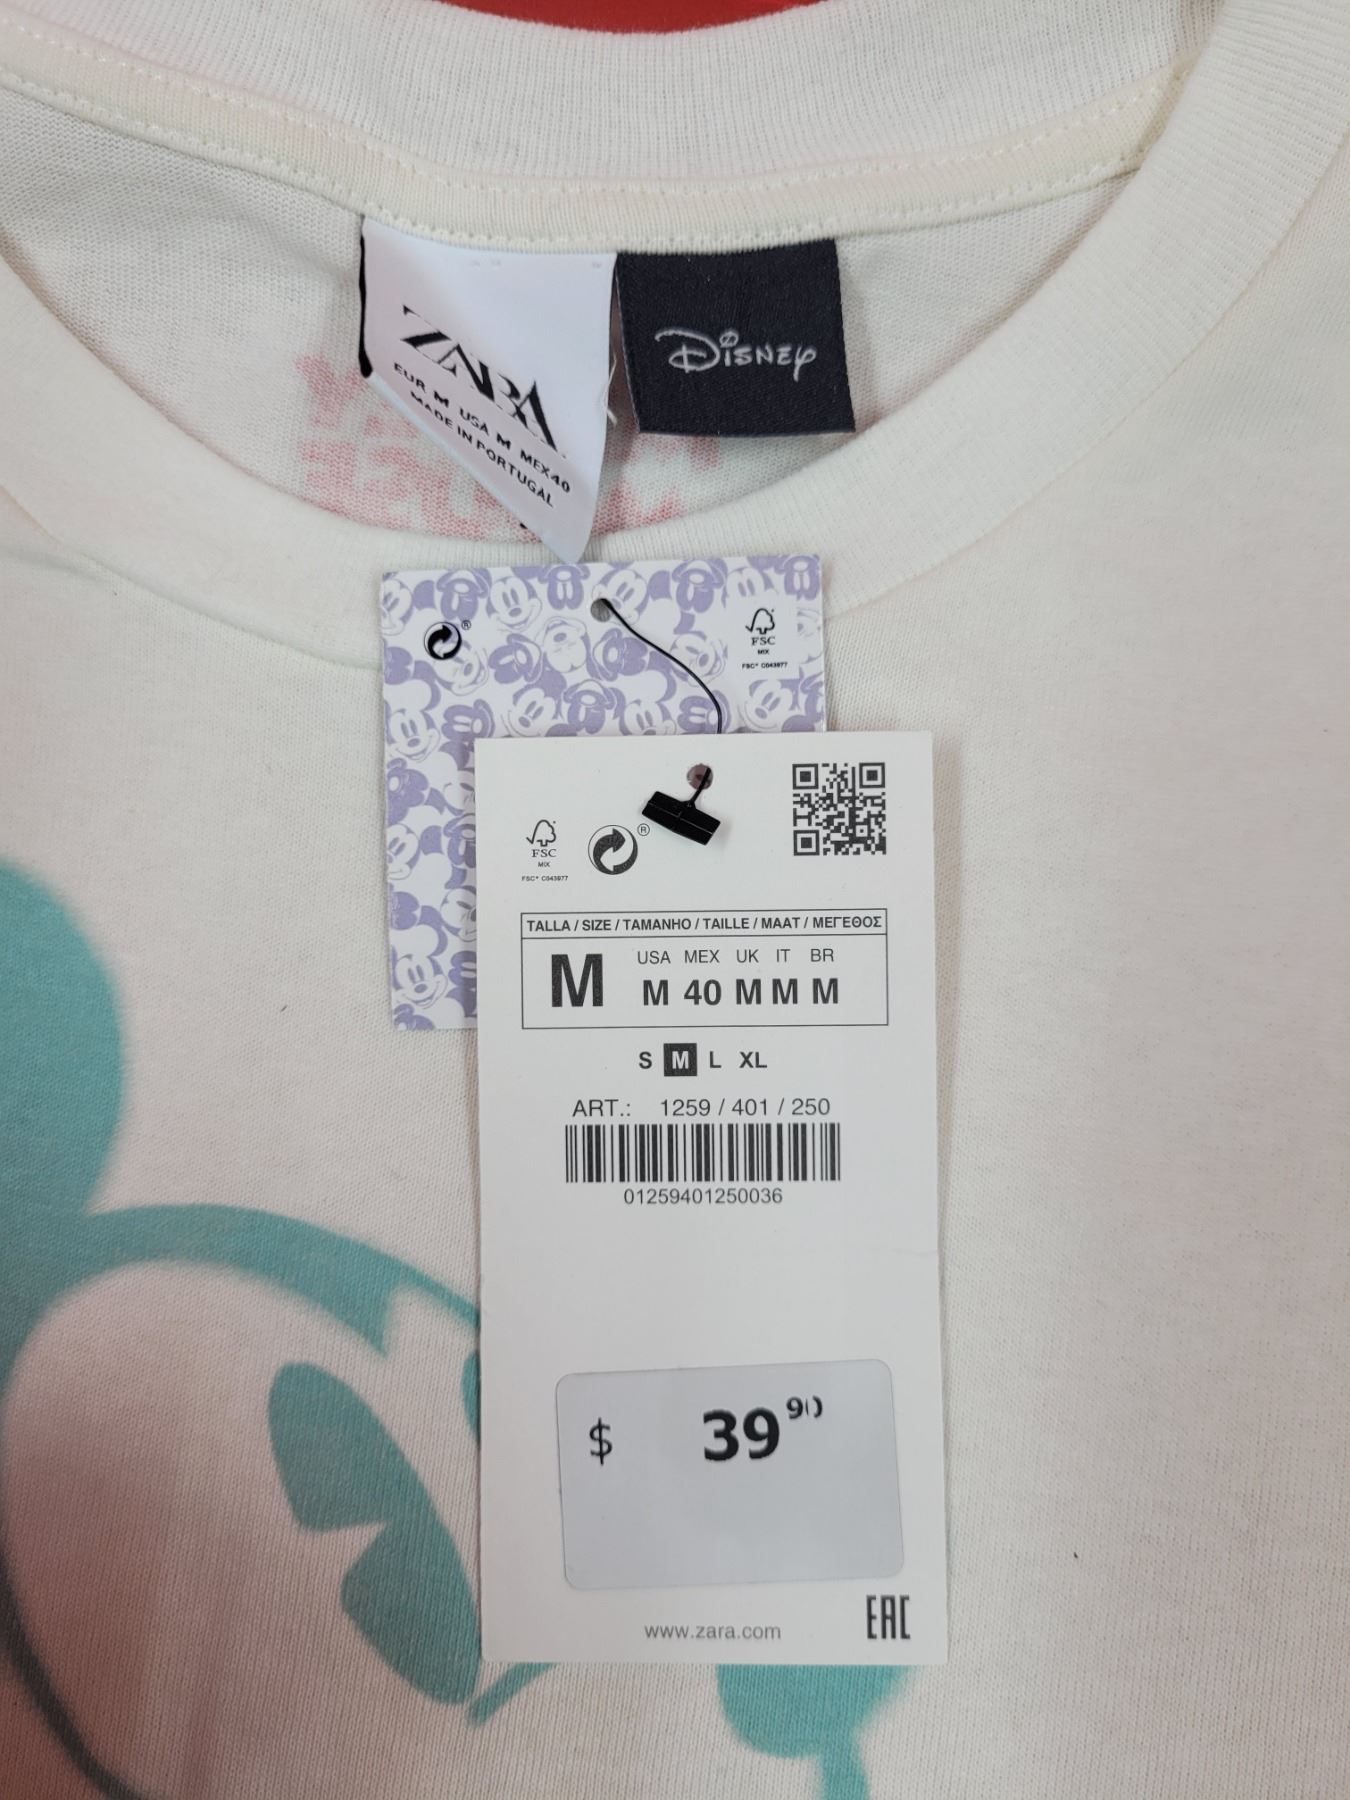 ZARA
EUR M USA M MEX40
MADE IN PORTUGAL
Disney
®
FSC
MIX
FSC® C043977
FSC
MIX
FSC® C043977
®
TALLA / SIZE / TAMANHO / TAILLE / MAAT / ΜΕΓΕΘΟΣ
M
USA MEX UK IT BR
M 40 M M M
S M L XL
ART.: 1259 / 401 / 250
01259401250036
$ 39 90
www.zara.com
EAC